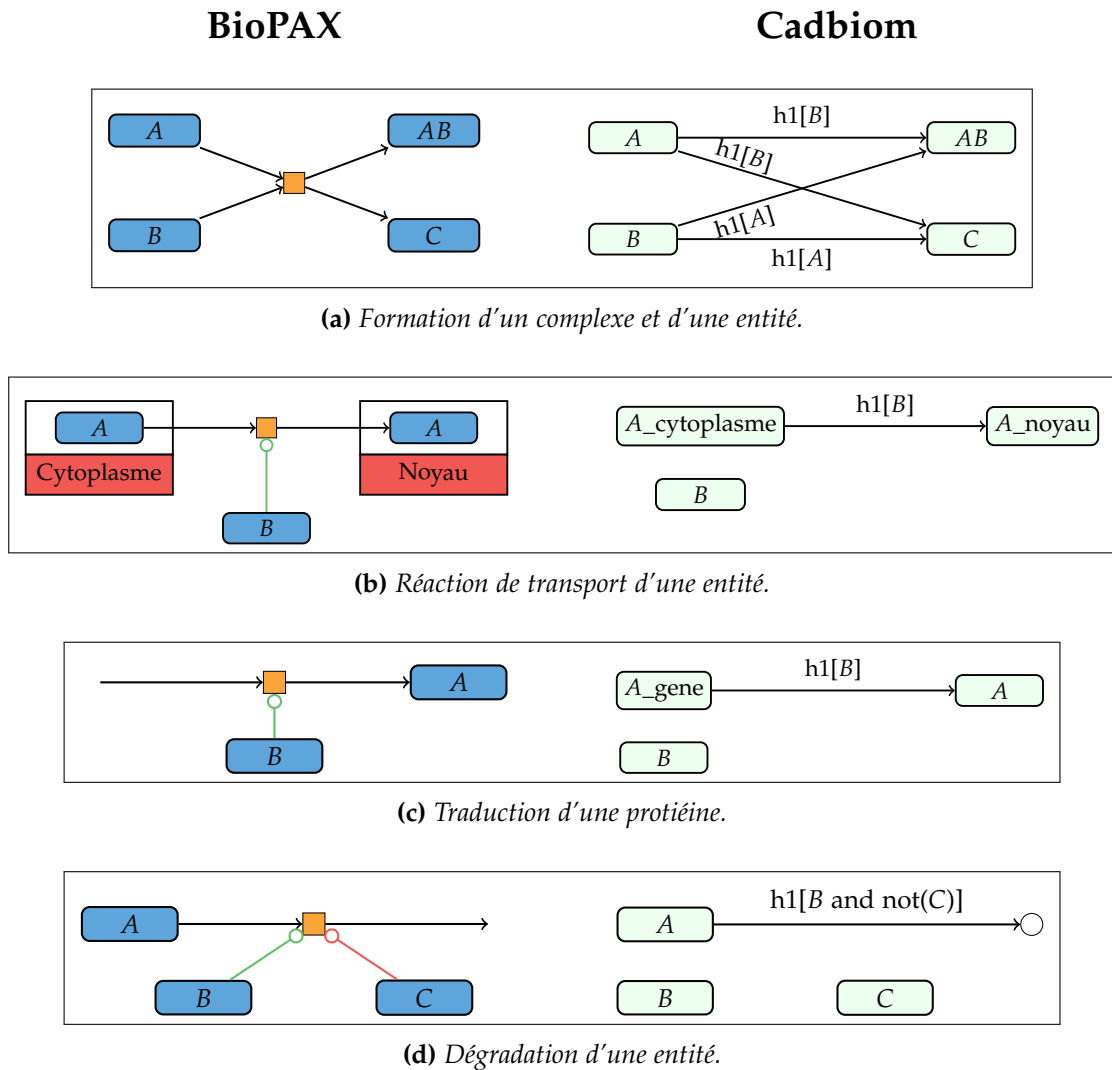 BioPAX Cadbiom
A AB A h1[B] AB
h1[B]
B C B h1[A] C
h1[A]
(a) Formation d'un complexe et d'une entité.
A A A_cytoplasme h1[B] A_noyau
Cytoplasme Noyau
B B
(b) Réaction de transport d'une entité.
A A_gene h1[B] A
B B
(c) Traduction d'une protiéine.
A A h1[B and not(C)]
B C B C
(d) Dégradation d'une entité.